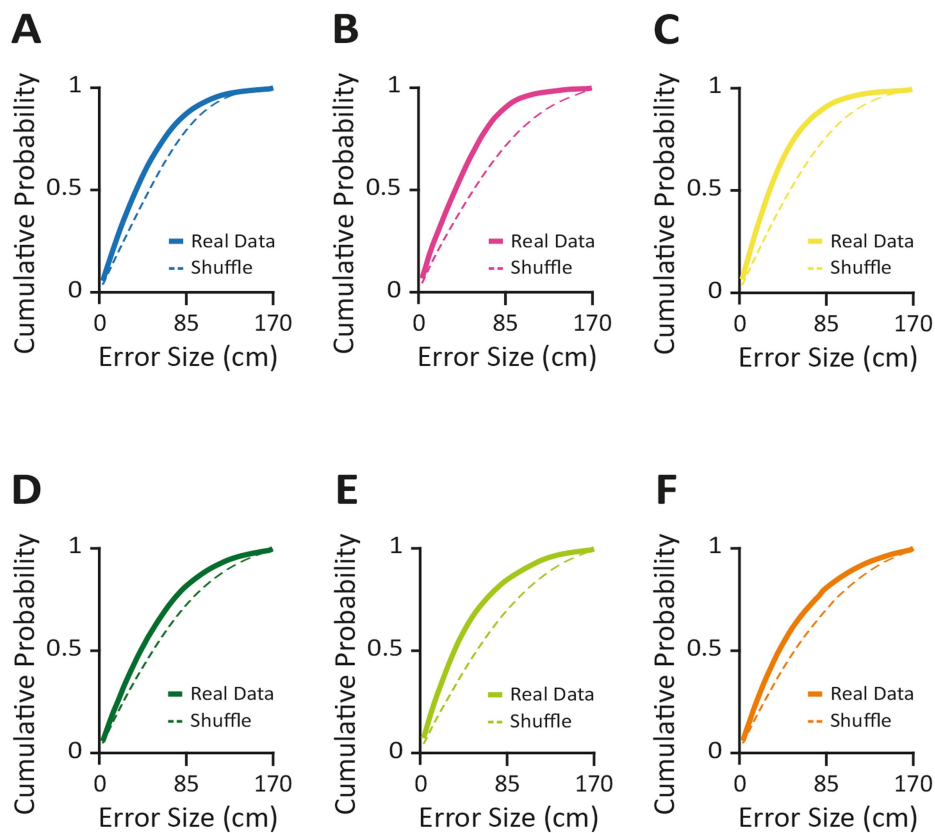 A
Cumulative Probability
1
0.5
0
Real Data
Shuffle
0 85 170
Error Size (cm)
B
Cumulative Probability
1
0.5
0
Real Data
Shuffle
0 85 170
Error Size (cm)
C
Cumulative Probability
1
0.5
0
Real Data
Shuffle
0 85 170
Error Size (cm)
D
Cumulative Probability
1
0.5
0
Real Data
Shuffle
0 85 170
Error Size (cm)
E
Cumulative Probability
1
0.5
0
Real Data
Shuffle
0 85 170
Error Size (cm)
F
Cumulative Probability
1
0.5
0
Real Data
Shuffle
0 85 170
Error Size (cm)